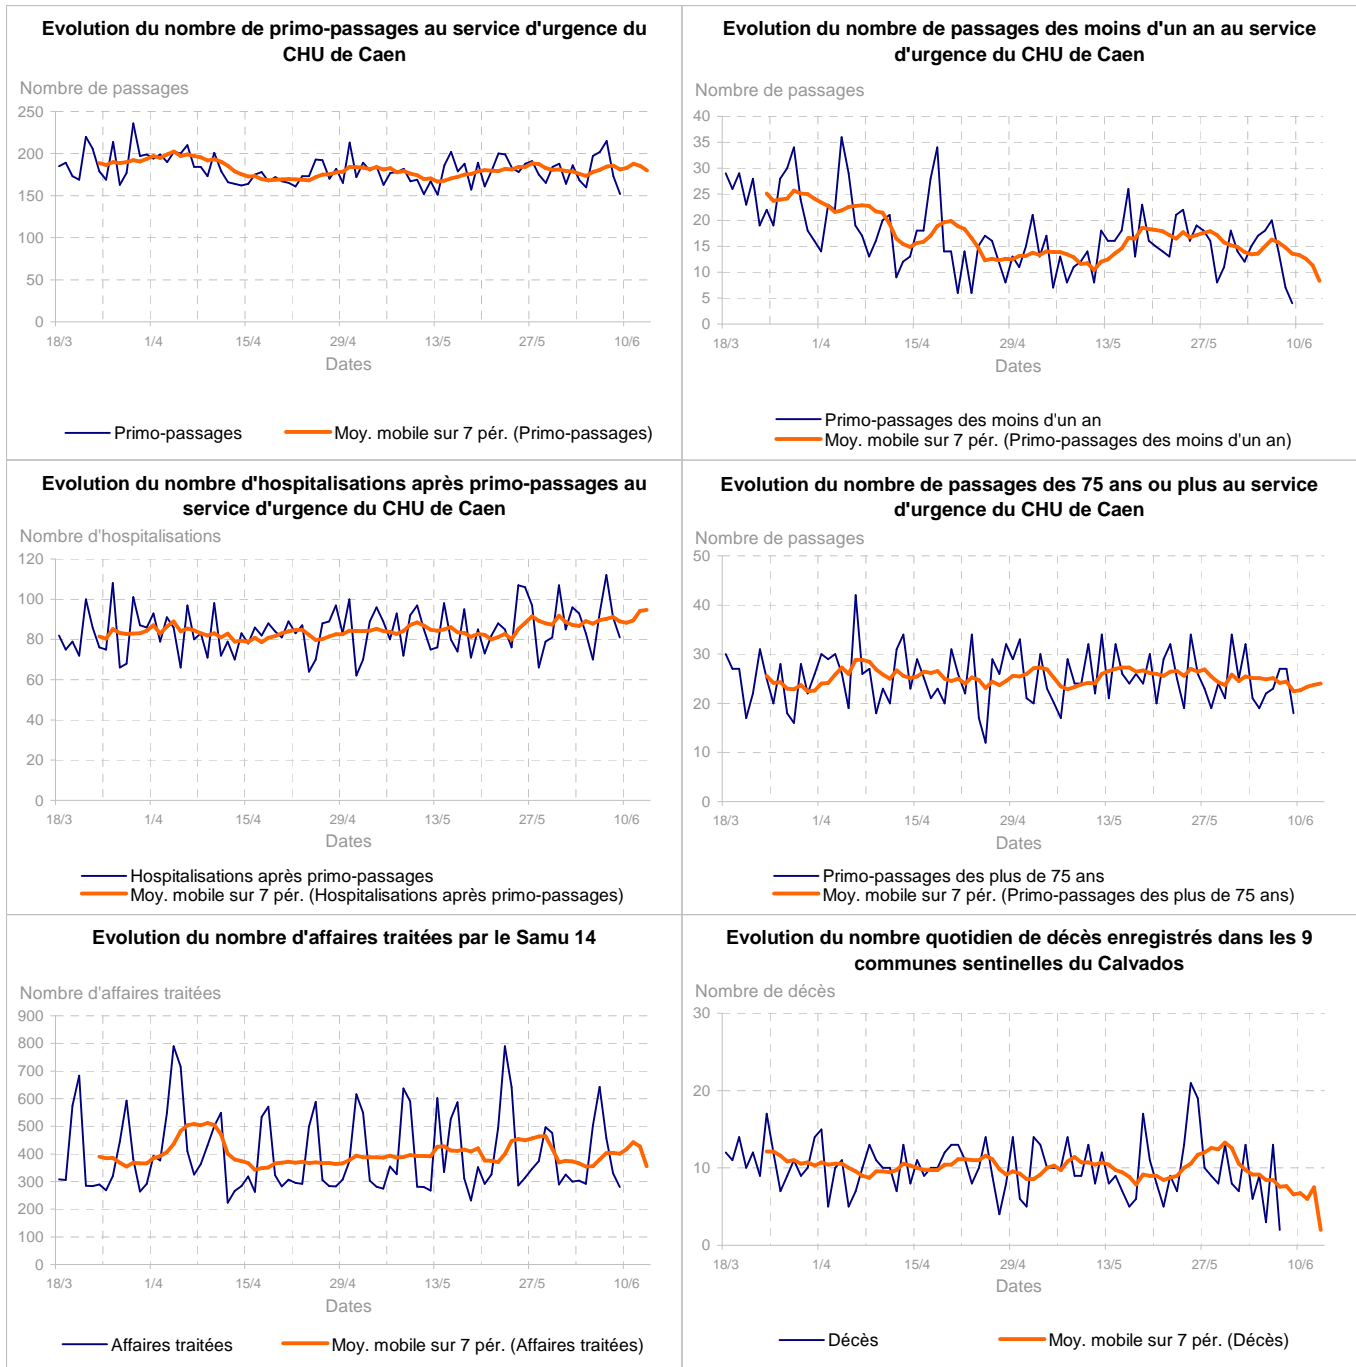 Evolution du nombre de primo-passages au service d'urgence du
CHU de Caen
Nombre de passages
250
200
150
100
50
0
18/3 1/4 15/4 29/4 13/5 27/5 10/6
Dates
Primo-passages Moy. mobile sur 7 pér. (Primo-passages)
Evolution du nombre de passages des moins d'un an au service
d'urgence du CHU de Caen
Nombre de passages
40
35
30
25
20
15
10
5
0
18/3 1/4 15/4 29/4 13/5 27/5 10/6
Dates
Primo-passages des moins d'un an
Moy. mobile sur 7 pér. (Primo-passages des moins d'un an)
Evolution du nombre d'hospitalisations après primo-passages au
service d'urgence du CHU de Caen
Nombre d'hospitalisations
120
100
80
60
40
20
0
18/3 1/4 15/4 29/4 13/5 27/5 10/6
Dates
Hospitalisations après primo-passages
Moy. mobile sur 7 pér. (Hospitalisations après primo-passages)
Evolution du nombre de passages des 75 ans ou plus au service
d'urgence du CHU de Caen
Nombre de passages
50
40
30
20
10
0
18/3 1/4 15/4 29/4 13/5 27/5 10/6
Dates
Primo-passages des plus de 75 ans
Moy. mobile sur 7 pér. (Primo-passages des plus de 75 ans)
Evolution du nombre d'affaires traitées par le Samu 14
Nombre d'affaires traitées
900
800
700
600
500
400
300
200
100
0
18/3 1/4 15/4 29/4 13/5 27/5 10/6
Dates
Affaires traitées Moy. mobile sur 7 pér. (Affaires traitées)
Evolution du nombre quotidien de décès enregistrés dans les 9
communes sentinelles du Calvados
Nombre de décès
30
20
10
0
18/3 1/4 15/4 29/4 13/5 27/5 10/6
Dates
Décès Moy. mobile sur 7 pér. (Décès)